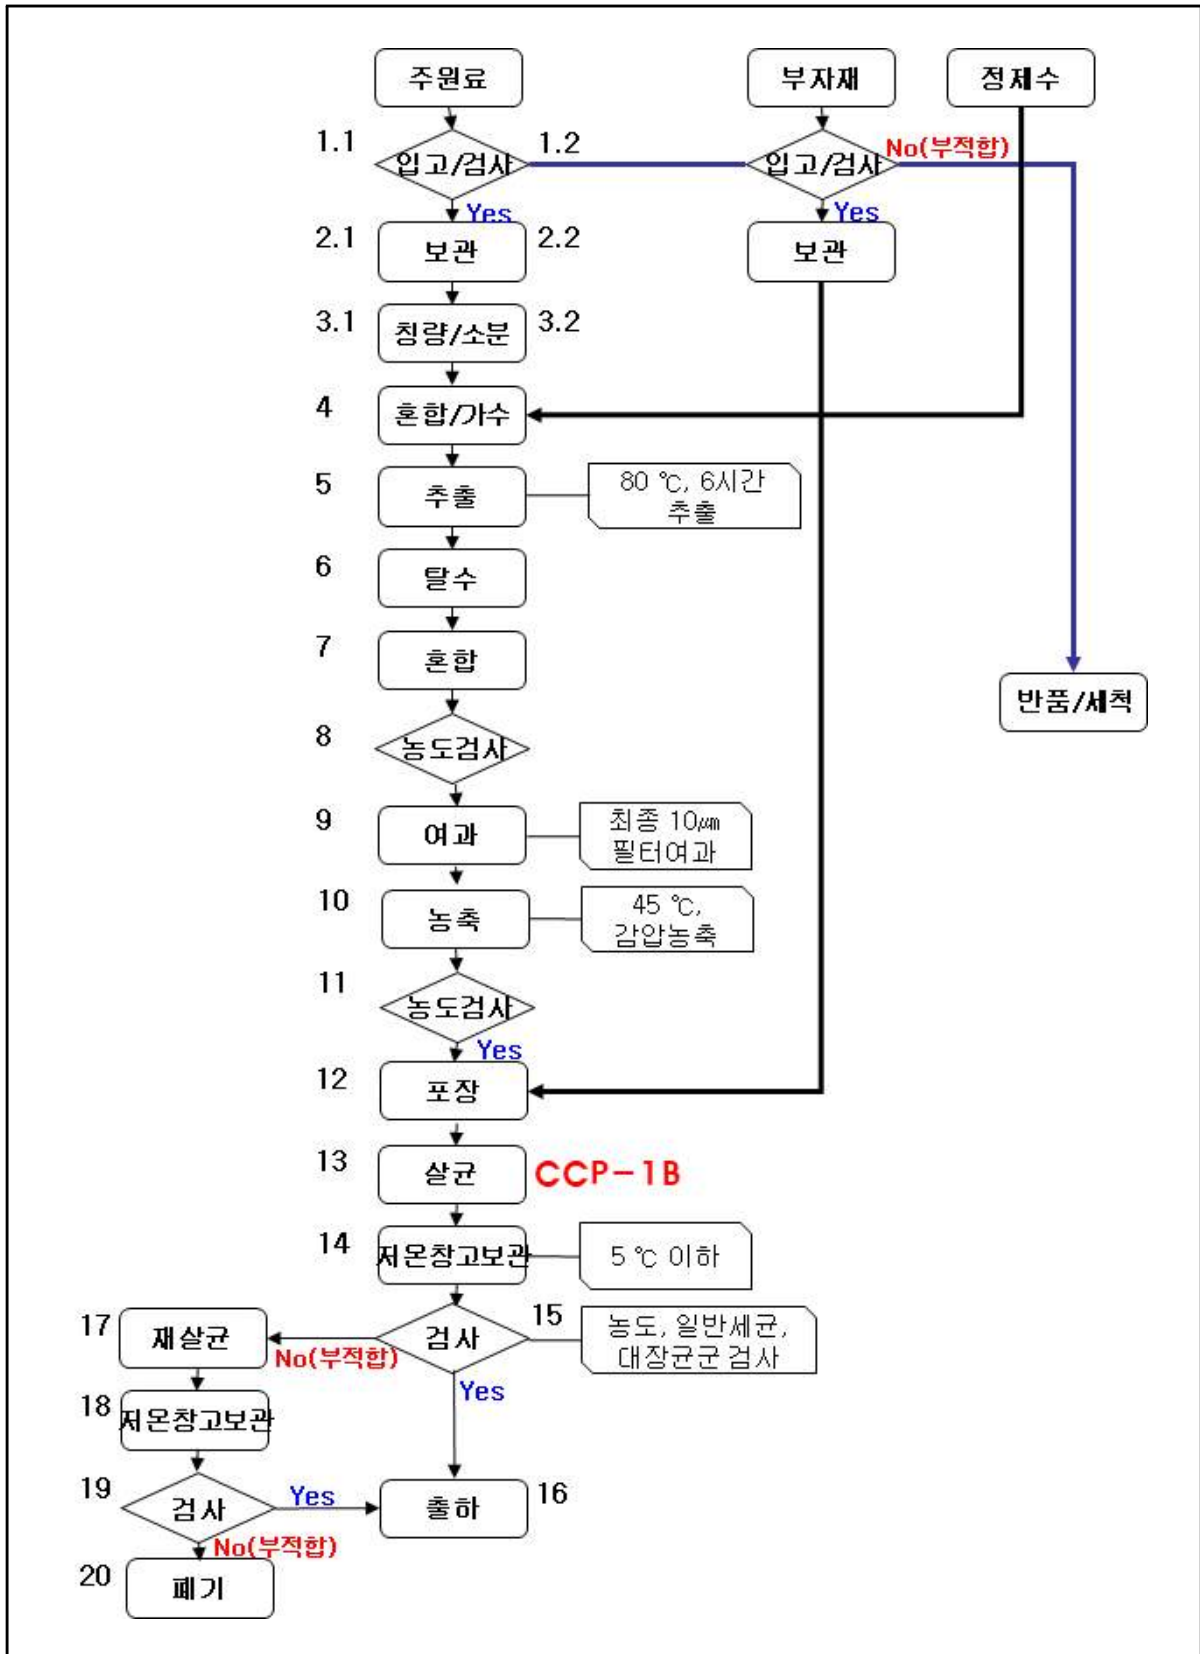 주원료
부자재
정제수
1.1
입고/검사
1.2
입고/검사
No(부적합)
Yes
Yes
2.1
보관
2.2
보관
3.1
칭량/소분
3.2
4
혼합/가수
5
추출
80 ℃, 6시간
추출
6
탈수
7
혼합
반품/세척
8
농도검사
9
여과
최종 10㎛
필터여과
10
농축
45 ℃,
감압농축
11
농도검사
Yes
12
포장
13
살균
CCP-1B
14
저온창고보관
5 ℃ 이하
17
재살균
No(부적합)
검사
15
농도, 일반세균,
대장균군 검사
Yes
18
저온창고보관
19
검사
Yes
출하
16
No(부적합)
20
폐기